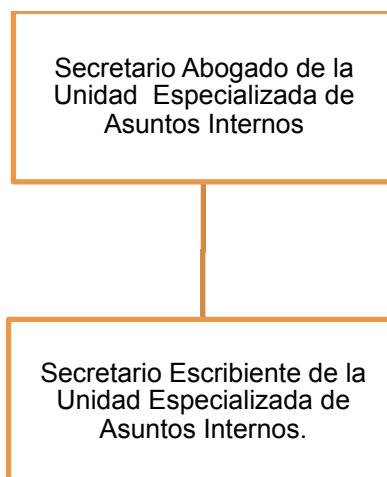 Secretario Abogado de la
Unidad  Especializada de
Asuntos Internos
Secretario Escribiente de la
Unidad Especializada de
Asuntos Internos.